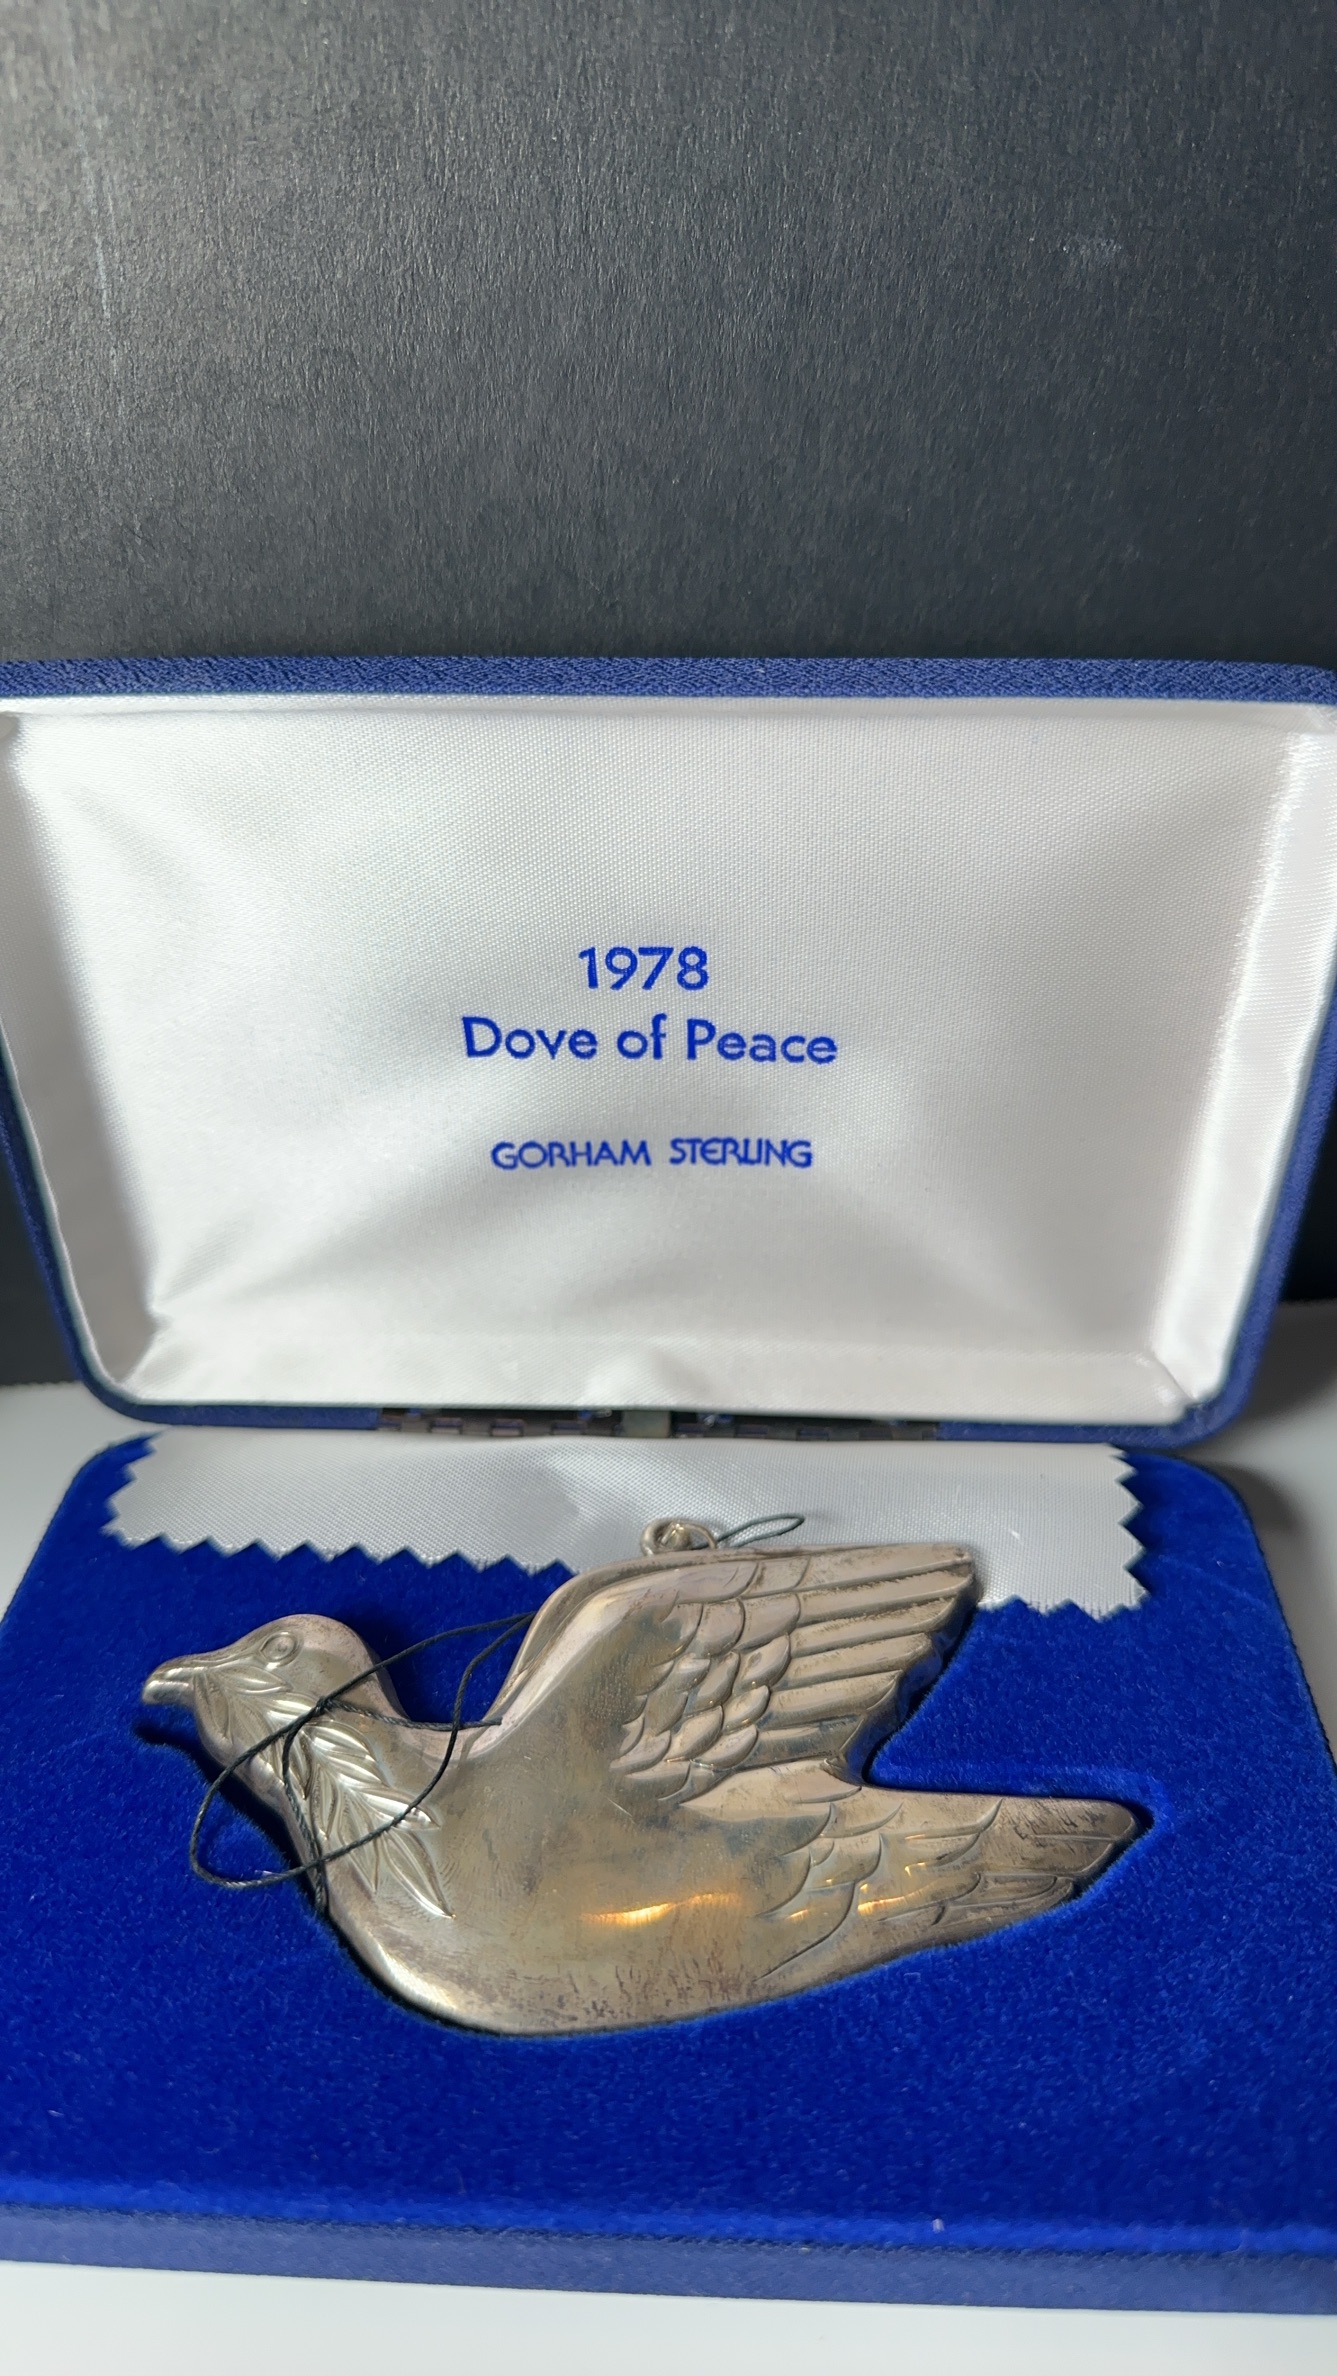 1978
Dove of Peace
GORHAM STERLING